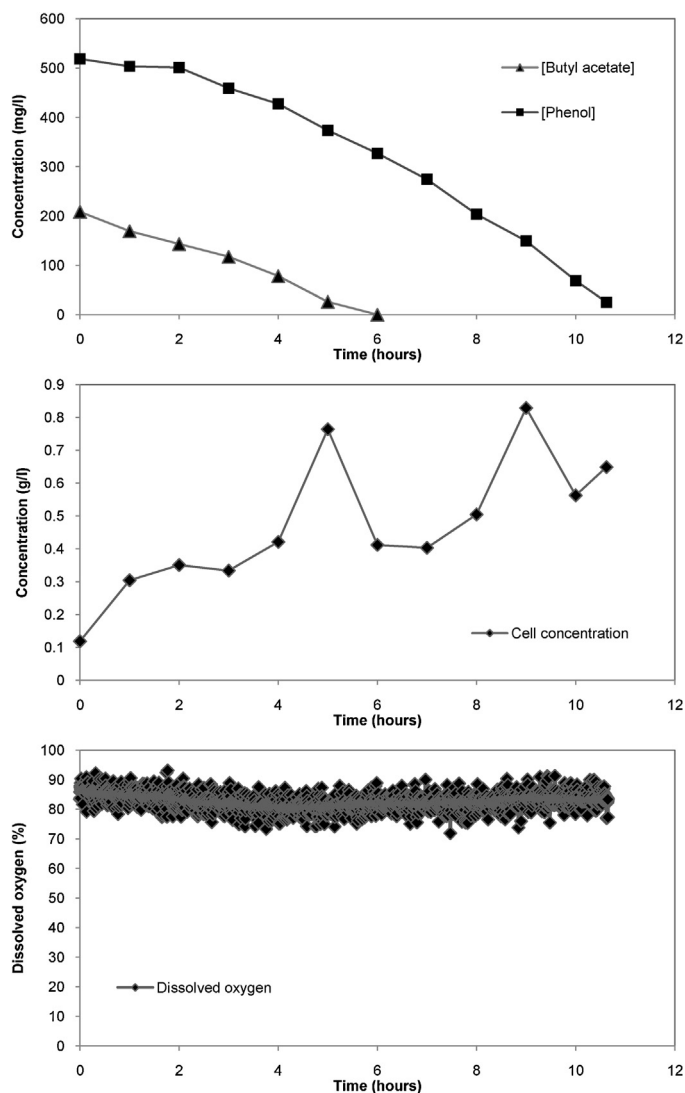 600
500
400
300
200
100
0
Concentration (mg/l)
[Butyl acetate]
[Phenol]
0 2 4 6 8 10 12
Time (hours)
0.9
0.8
0.7
0.6
0.5
0.4
0.3
0.2
0.1
0
Concentration (g/l)
Cell concentration
0 2 4 6 8 10 12
Time (hours)
100
90
80
70
60
50
40
30
20
10
0
Dissolved oxygen (%)
Dissolved oxygen
0 2 4 6 8 10 12
Time (hours)